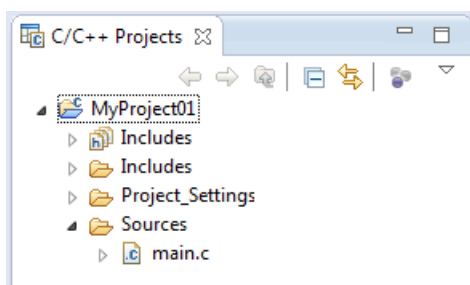 C/C++ Projects
MyProject01
Includes
Includes
Project_Settings
Sources
main.c